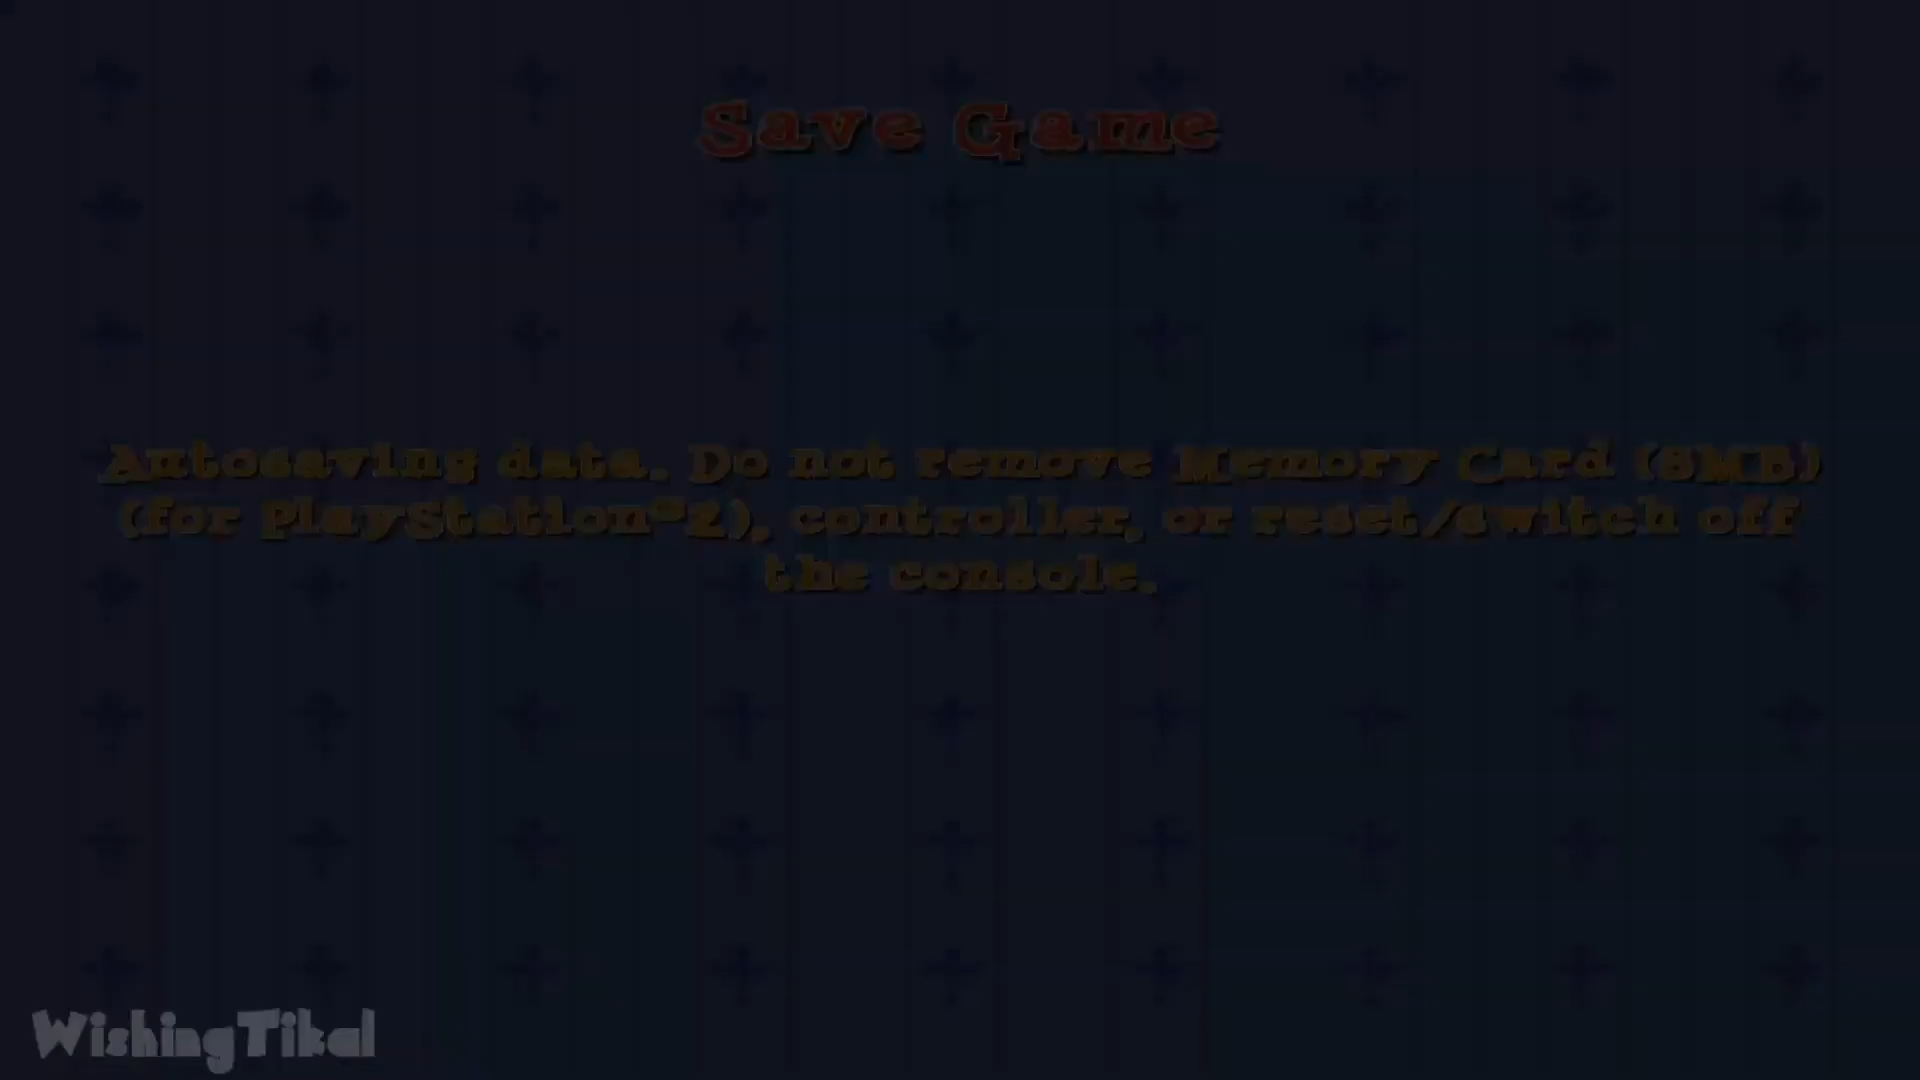 Save Game
Autosaving data. Do not remove Memory Card (8MB)
(for PlayStation®2), controller, or reset/switch off
the console.
WishingTikal